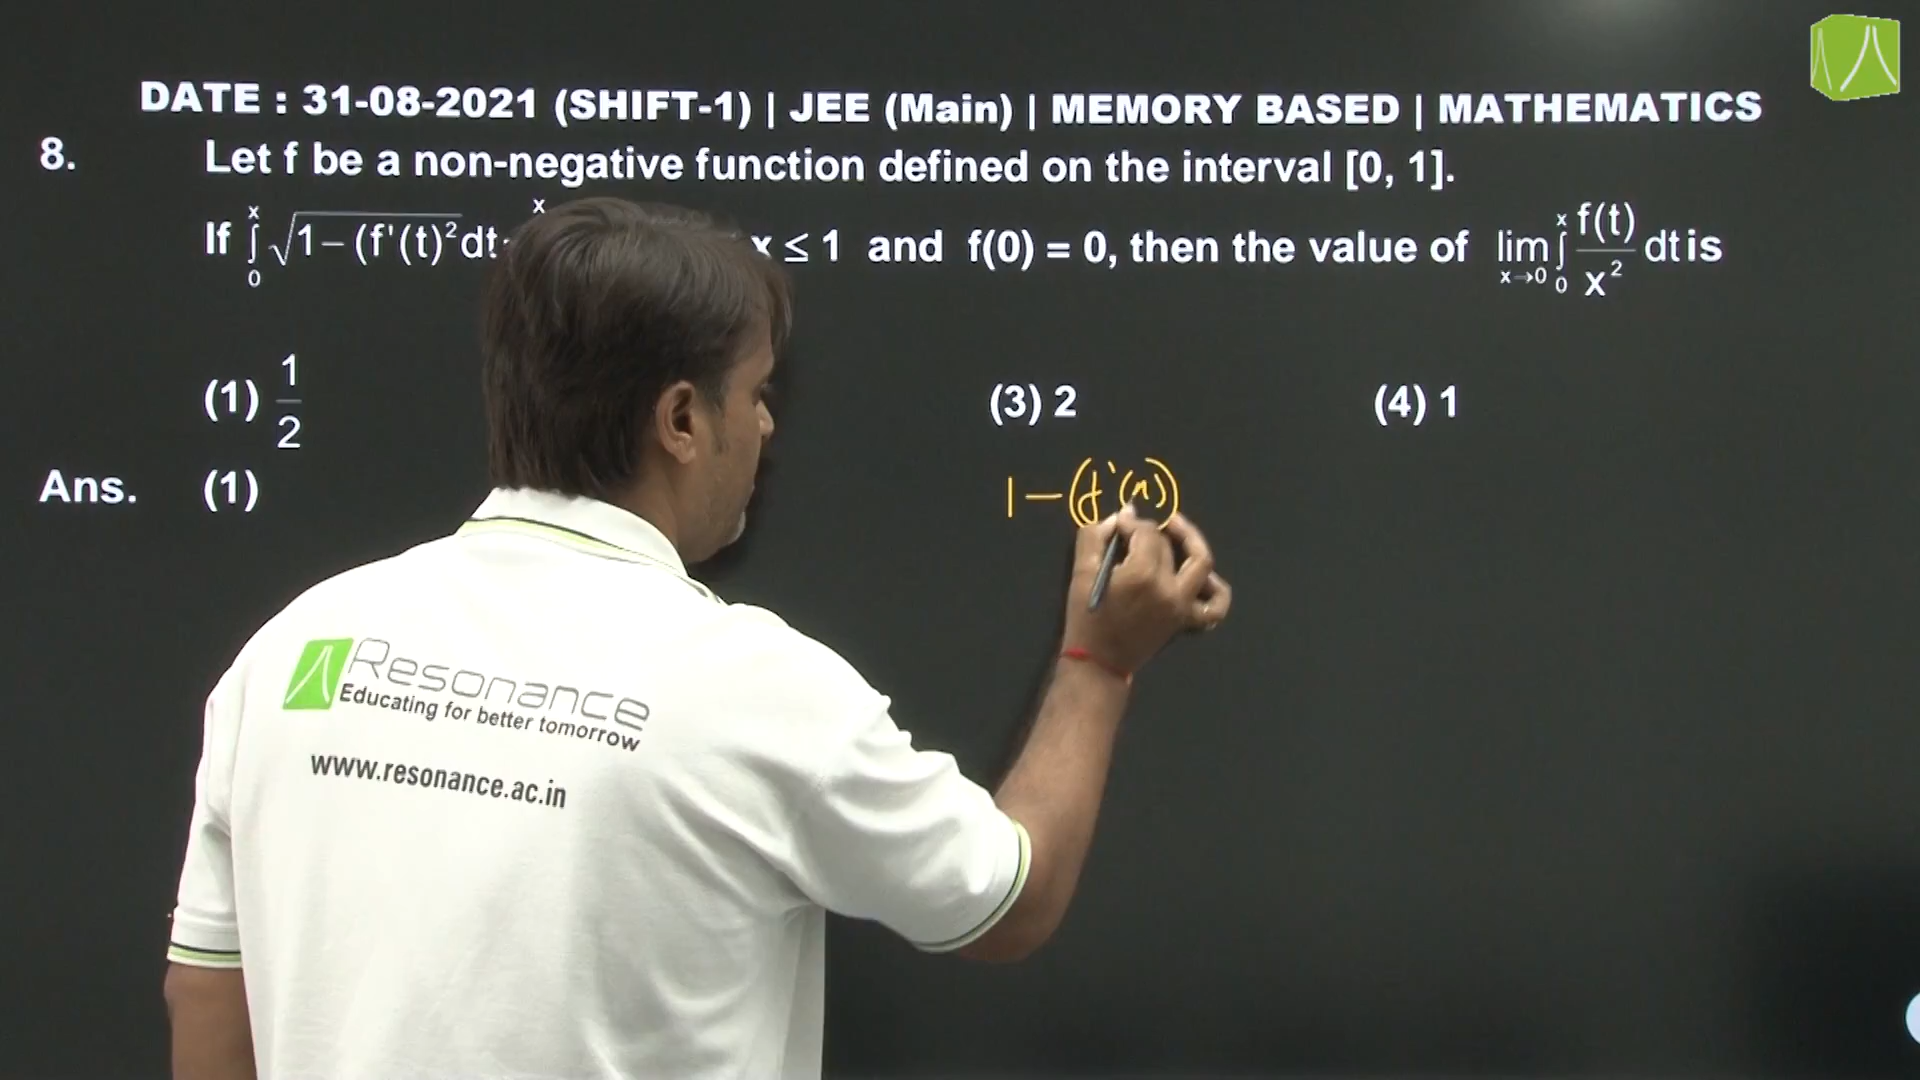 DATE : 31-08-2021 (SHIFT-1) | JEE (Main) | MEMORY BASED | MATHEMATICS
8. Let f be a non-negative function defined on the interval [0, 1].
If ∫₀ˣ √1– (f'(t)² dt x x ≤ 1 and f(0) = 0, then the value of lim x→0 ∫₀ˣ f(t)/x² dt is
(1) 1/2 (3) 2 (4) 1
Ans. (1)
1 – (f'(x))
Resonance
Educating for better tomorrow
www.resonance.ac.in